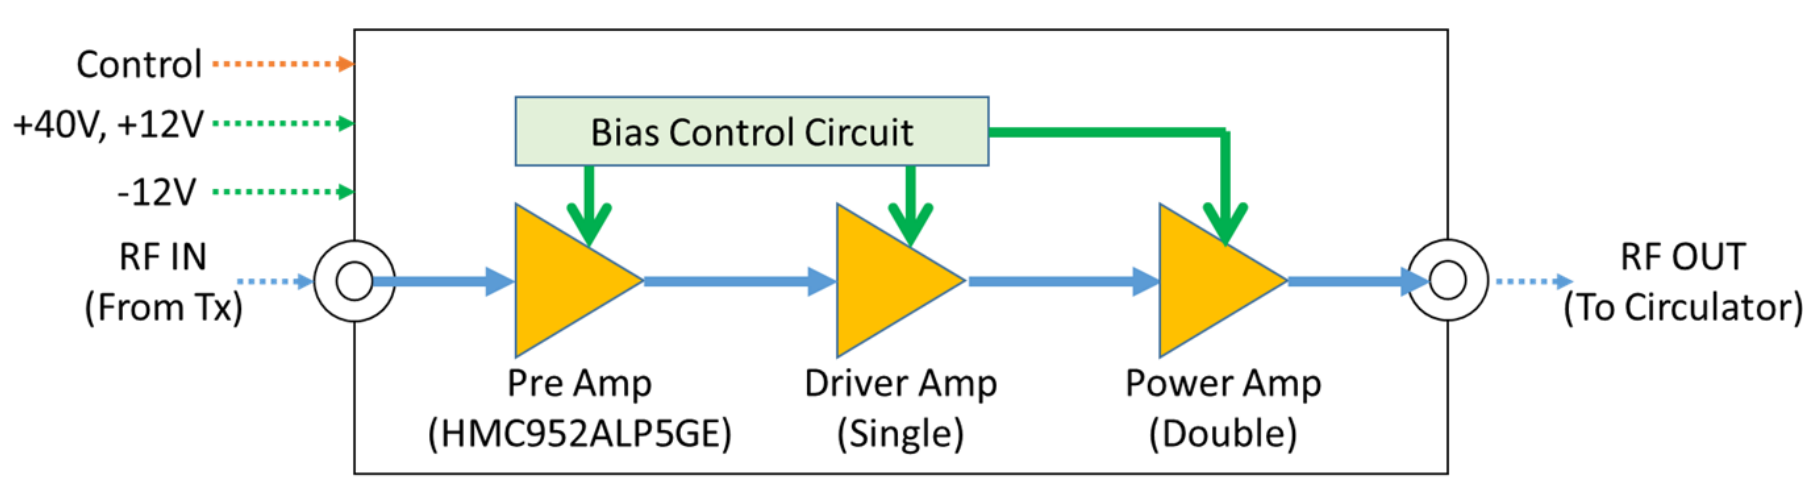 Control
+40V, +12V
-12V
RF IN
(From Tx)
Bias Control Circuit
Pre Amp
(HMC952ALP5GE)
Driver Amp
(Single)
Power Amp
(Double)
RF OUT
(To Circulator)